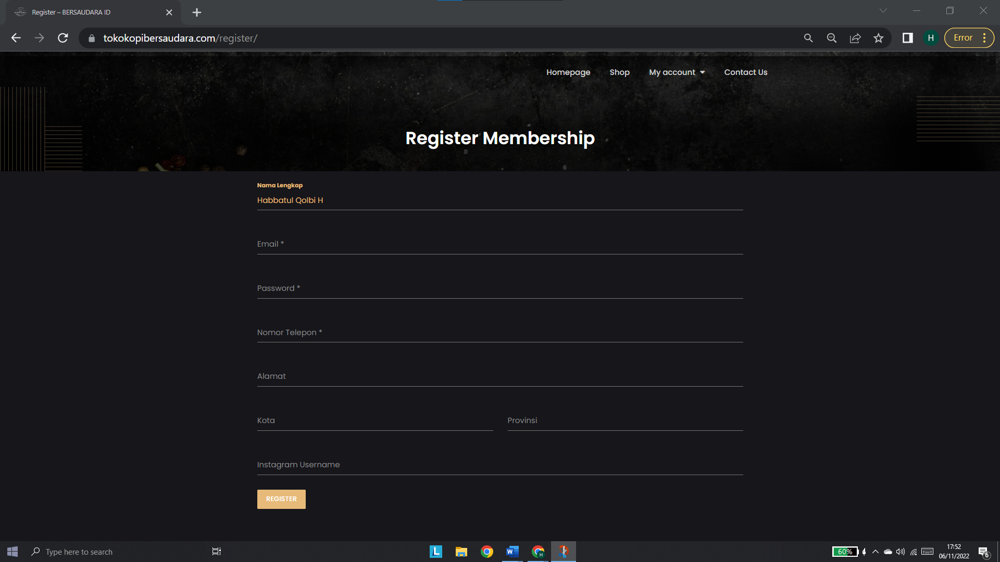 Register – BERSAUDARA ID
tokokopibersaudara.com/register/
H
Error
Homepage
Shop
My account
Contact Us
Register Membership
Nama Lengkap
Habbatul Qolbi H
Email *
Password *
Nomor Telepon *
Alamat
Kota
Provinsi
Instagram Username
REGISTER
Type here to search
L
W
H
60%
17:52
06/11/2022
6